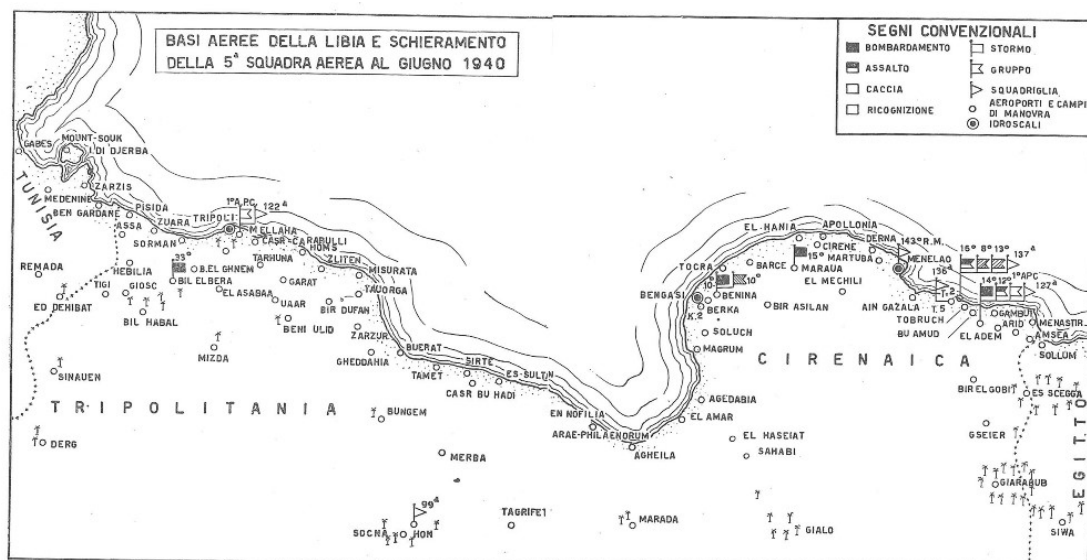 BASI AEREE DELLA LIBIA E SCHIERAMENTO
DELLA 5ª SQUADRA AEREA AL GIUGNO 1940
SEGNI CONVENZIONALI
BOMBARDAMENTO
ASSALTO
CACCIA
RICOGNIZIONE
STORMO
GRUPPO
SQUADRIGLIA
AEROPORTI E CAMPI
DI MANOVRA
IDROSCALI
GABES
MOUNT-SOUK
I.DI DJERBA
TUNISIA
ZARZIS
MEDENINE
BEN GARDANE
PISIDA
ASSA
ZUARA
SORMAN
TRIPOLI
1° A.P.C.
122ª
MELLAHA
CASR-CARABULLI
HOMS
ZLITEN
MISURATA
TARHUNA
33°
REMADA
HEBILIA
B.EL GHNEM
BIL ELBERA
GARAT
TAUORGA
ED DEHIBAT
TIGI
GIOSC
EL ASABAA
UAAR
BIR DUFAN
BIL HABAL
BENI ULID
ZARZUR
MIZDA
GHEDDAHIA
BUERAT
SINAUEN
TAMET
SIRTE
CASR BU HADI
ES-SULTIN
TRIPOLITANIA
BUNGEM
EN NOFILIA
ARAE-PHILAENORUM
DERG
MERBA
AGHEILA
99ª
SOCNA
HON
TAGRIFET
MARADA
EL HANIA
APOLLONIA
CIRENE
DERNA
MARTUBA
143ª R.M.
MENELAO
TOCRA
BARCE
15°
MARAUA
EL MECHILI
136ª
16° 8° 13° 137ª
BENGASI
10°
10°
BENINA
BERKA
K.2
BIR ASILAN
T.2
T.5
14° 12° 1° APC 127ª
AIN GAZALA
TOBRUCH
BU AMUD
EL ADEM
GAMBUT
ARID
MENASTIR
AMSEA
SOLLUM
SOLUCH
MAGRUM
CIRENAICA
BIR EL GOBI
ES SCEGGA
AGEDABIA
EL AMAR
EL HASEIAT
SAHABI
GSEIER
GIARABUB
GIALO
SIWA
EGITTO